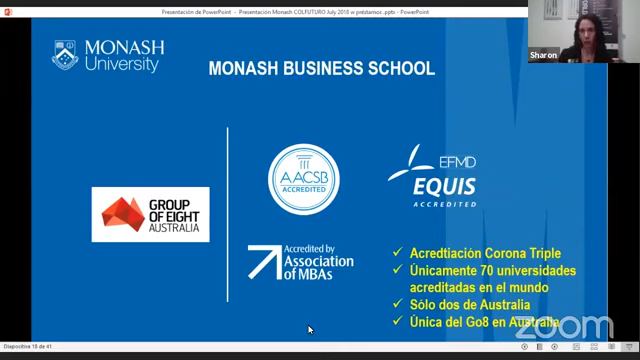 Presentación de PowerPoint - Presentación Monash COLFUTURO July 2018 w préstamos .pptx - PowerPoint
MONASH
University
MONASH BUSINESS SCHOOL
Sharon
GROUP
OF EIGHT
AUSTRALIA
AACSB
ACCREDITED
EFMD
EQUIS
ACCREDITED
Accredited by
Association
of MBAs
✓ Acredtiación Corona Triple
✓ Únicamente 70 universidades
acreditadas en el mundo
✓ Sólo dos de Australia
✓ Única del Go8 en Australia
zoom
Diapositiva 18 de 41